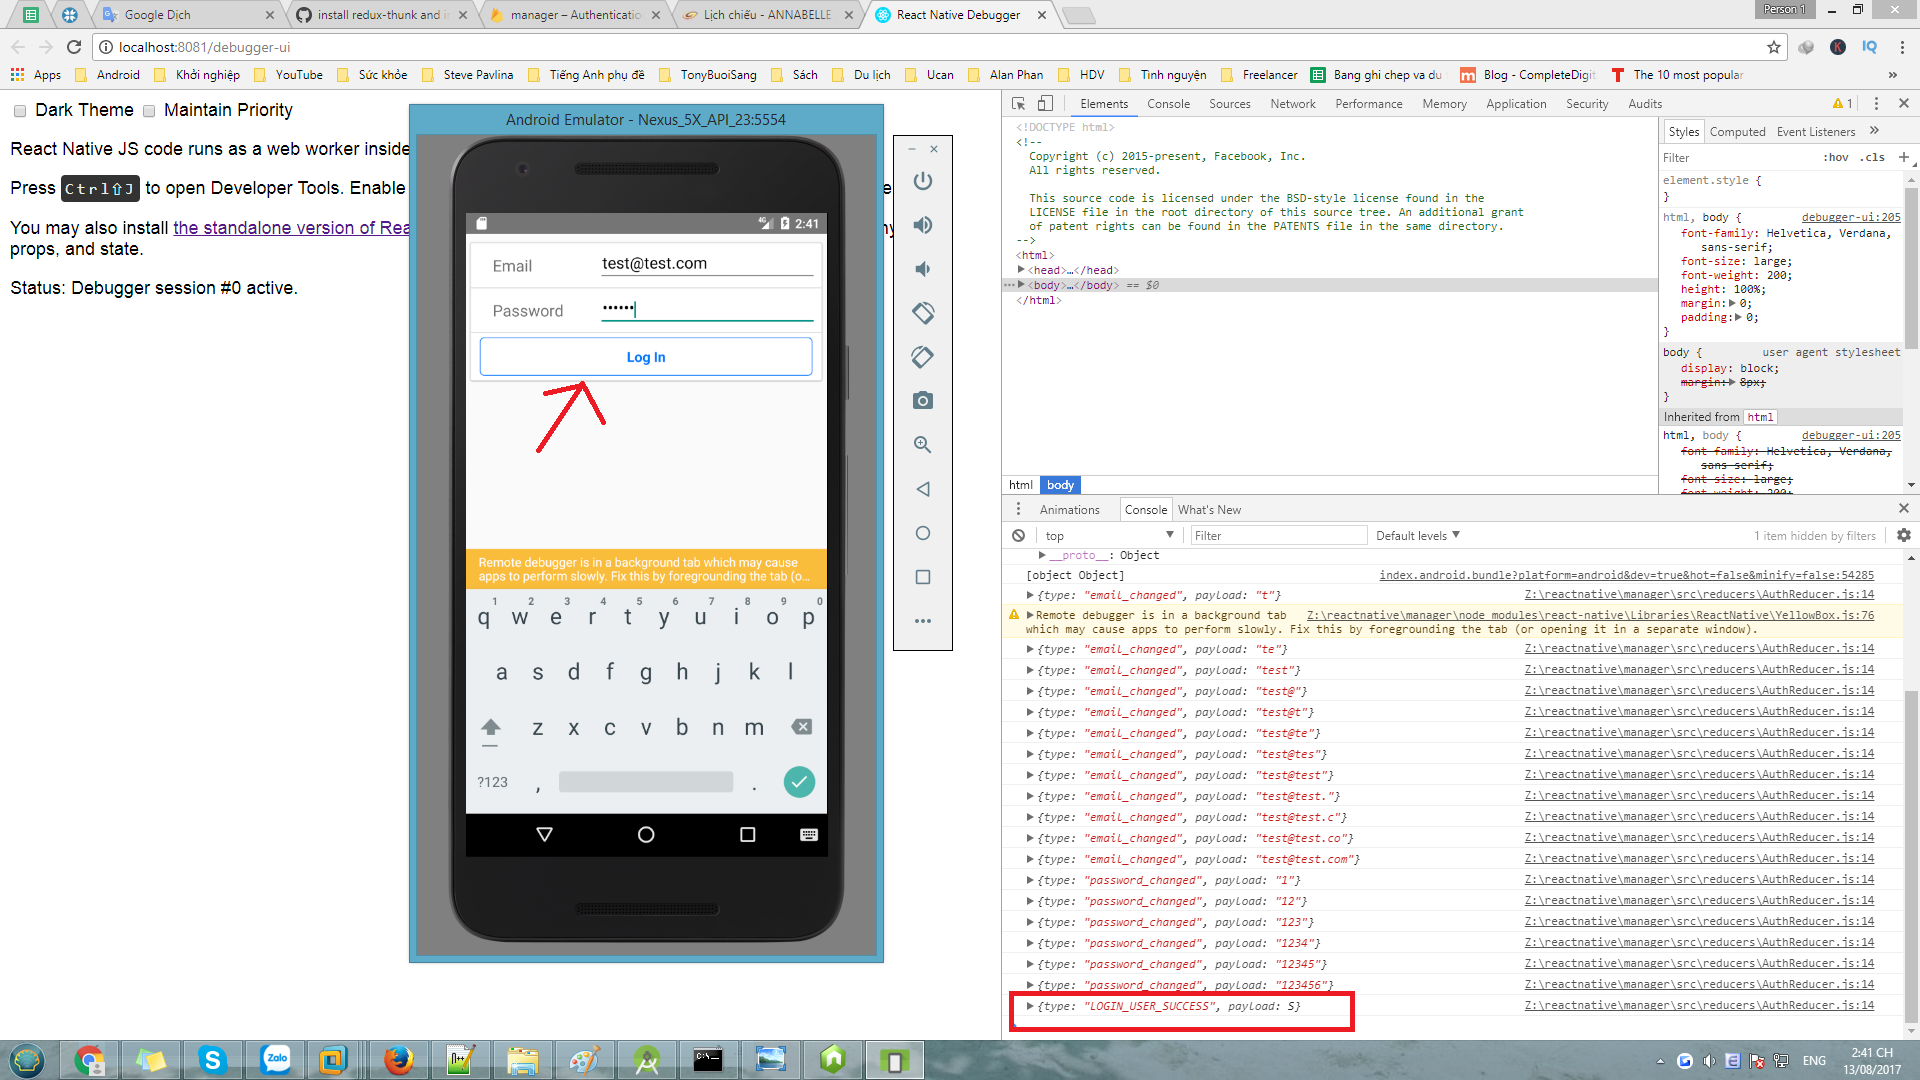 Google Dịch
install redux-thunk and i
manager – Authenticatio
Lịch chiếu - ANNABELLE
React Native Debugger
Person 1
localhost:8081/debugger-ui
IQ
Apps
Android
Khởi nghiệp
YouTube
Sức khỏe
Steve Pavlina
Tiếng Anh phụ đề
TonyBuoiSang
Sách
Du lịch
Ucan
Alan Phan
HDV
Tình nguyện
Freelancer
Bang ghi chep va du
Blog - CompleteDigit
The 10 most popular
Dark Theme
Maintain Priority
React Native JS code runs as a web worker inside
Press Ctrl⇧J to open Developer Tools. Enable
You may also install the standalone version of Rea
props, and state.
Status: Debugger session #0 active.
Android Emulator - Nexus_5X_API_23:5554
4G
2:41
Email
test@test.com
Password
••••••
Log In
Remote debugger is in a background tab which may cause
apps to perform slowly. Fix this by foregrounding the tab (o...
1 2 3 4 5 6 7 8 9 0
q w e r t y u i o p
a s d f g h j k l
z x c v b n m
?123 , .
Elements
Console
Sources
Network
Performance
Memory
Application
Security
Audits
1
<!DOCTYPE html>
<!--
Copyright (c) 2015-present, Facebook, Inc.
All rights reserved.
This source code is licensed under the BSD-style license found in the
LICENSE file in the root directory of this source tree. An additional grant
of patent rights can be found in the PATENTS file in the same directory.
-->
<html>
<head>…</head>
<body>…</body> == $0
</html>
html
body
Styles
Computed
Event Listeners
Filter
:hov
.cls
element.style {
}
html, body {
debugger-ui:205
font-family: Helvetica, Verdana,
sans-serif;
font-size: large;
font-weight: 200;
height: 100%;
margin: 0;
padding: 0;
}
body {
user agent stylesheet
display: block;
margin: 8px;
}
Inherited from html
html, body {
debugger-ui:205
font-family: Helvetica, Verdana,
sans-serif;
font-size: large;
font-weight: 200;
Animations
Console
What's New
top
Filter
Default levels
1 item hidden by filters
__proto__: Object
[object Object]
index.android.bundle?platform=android&dev=true&hot=false&minify=false:54285
{type: "email_changed", payload: "t"} Z:\reactnative\manager\src\reducers\AuthReducer.js:14
Remote debugger is in a background tab Z:\reactnative\manager\node_modules\react-native\Libraries\ReactNative\YellowBox.js:76
which may cause apps to perform slowly. Fix this by foregrounding the tab (or opening it in a separate window).
{type: "email_changed", payload: "te"} Z:\reactnative\manager\src\reducers\AuthReducer.js:14
{type: "email_changed", payload: "test"} Z:\reactnative\manager\src\reducers\AuthReducer.js:14
{type: "email_changed", payload: "test@"} Z:\reactnative\manager\src\reducers\AuthReducer.js:14
{type: "email_changed", payload: "test@t"} Z:\reactnative\manager\src\reducers\AuthReducer.js:14
{type: "email_changed", payload: "test@te"} Z:\reactnative\manager\src\reducers\AuthReducer.js:14
{type: "email_changed", payload: "test@tes"} Z:\reactnative\manager\src\reducers\AuthReducer.js:14
{type: "email_changed", payload: "test@test"} Z:\reactnative\manager\src\reducers\AuthReducer.js:14
{type: "email_changed", payload: "test@test."} Z:\reactnative\manager\src\reducers\AuthReducer.js:14
{type: "email_changed", payload: "test@test.c"} Z:\reactnative\manager\src\reducers\AuthReducer.js:14
{type: "email_changed", payload: "test@test.co"} Z:\reactnative\manager\src\reducers\AuthReducer.js:14
{type: "email_changed", payload: "test@test.com"} Z:\reactnative\manager\src\reducers\AuthReducer.js:14
{type: "password_changed", payload: "1"} Z:\reactnative\manager\src\reducers\AuthReducer.js:14
{type: "password_changed", payload: "12"} Z:\reactnative\manager\src\reducers\AuthReducer.js:14
{type: "password_changed", payload: "123"} Z:\reactnative\manager\src\reducers\AuthReducer.js:14
{type: "password_changed", payload: "1234"} Z:\reactnative\manager\src\reducers\AuthReducer.js:14
{type: "password_changed", payload: "12345"} Z:\reactnative\manager\src\reducers\AuthReducer.js:14
{type: "password_changed", payload: "123456"} Z:\reactnative\manager\src\reducers\AuthReducer.js:14
{type: "LOGIN_USER_SUCCESS", payload: S} Z:\reactnative\manager\src\reducers\AuthReducer.js:14
Zalo
ENG
2:41 CH
13/08/2017